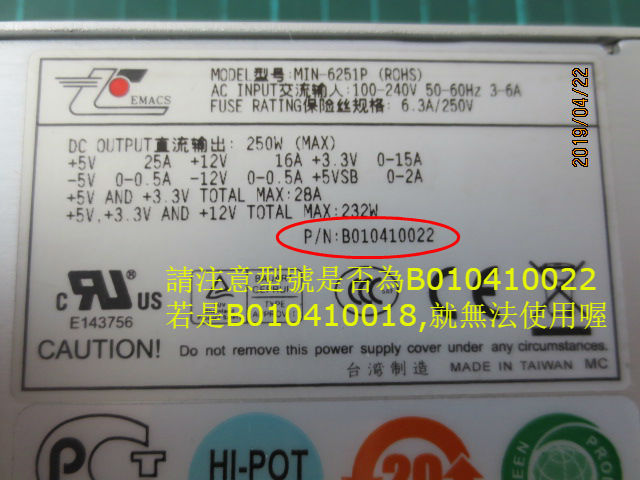 EMACS
MODEL型号:MIN-6251P (ROHS)
AC INPUT交流输入:100-240V 50-60Hz 3-6A
FUSE RATING保险丝规格: 6.3A/250V
2019/04/22
DC OUTPUT直流输出: 250W (MAX)
+5V 25A +12V 16A +3.3V 0-15A
-5V 0-0.5A -12V 0-0.5A +5VSB 0-2A
+5V AND +3.3V TOTAL MAX:28A
+5V,+3.3V AND +12V TOTAL MAX:232W
P/N:B010410022
請注意型號是否為B010410022
若是B010410018,就無法使用喔
C UR US
E143756
CAUTION! Do not remove this power supply cover under any circumstances.
台湾制造 MADE IN TAIWAN MC
HI-POT
20
GREEN